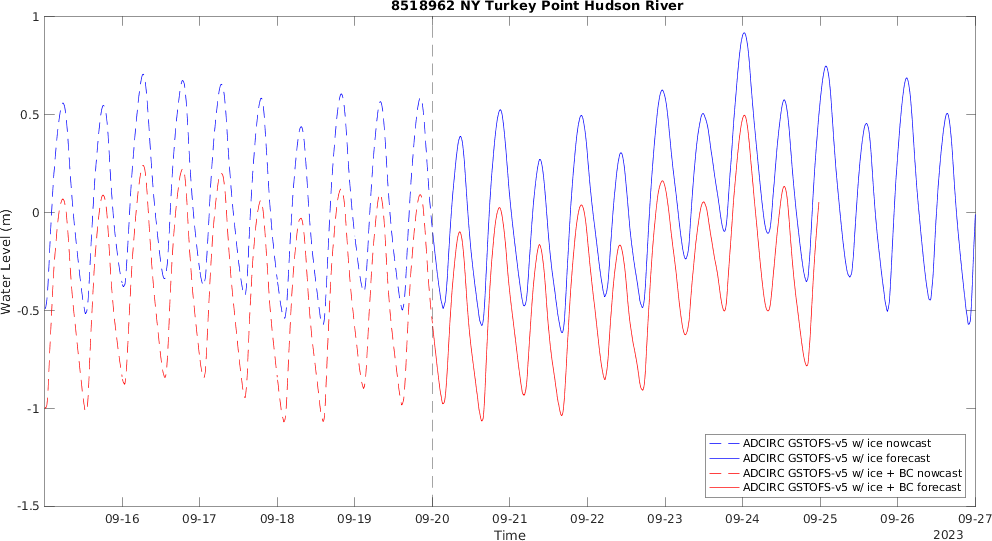 8518962 NY Turkey Point Hudson River
1
0.5
0
-0.5
-1
-1.5
Water Level (m)
09-16 09-17 09-18 09-19 09-20 09-21 09-22 09-23 09-24 09-25 09-26 09-27
Time
2023
ADCIRC GSTOFS-v5 w/ ice nowcast
ADCIRC GSTOFS-v5 w/ ice forecast
ADCIRC GSTOFS-v5 w/ ice + BC nowcast
ADCIRC GSTOFS-v5 w/ ice + BC forecast